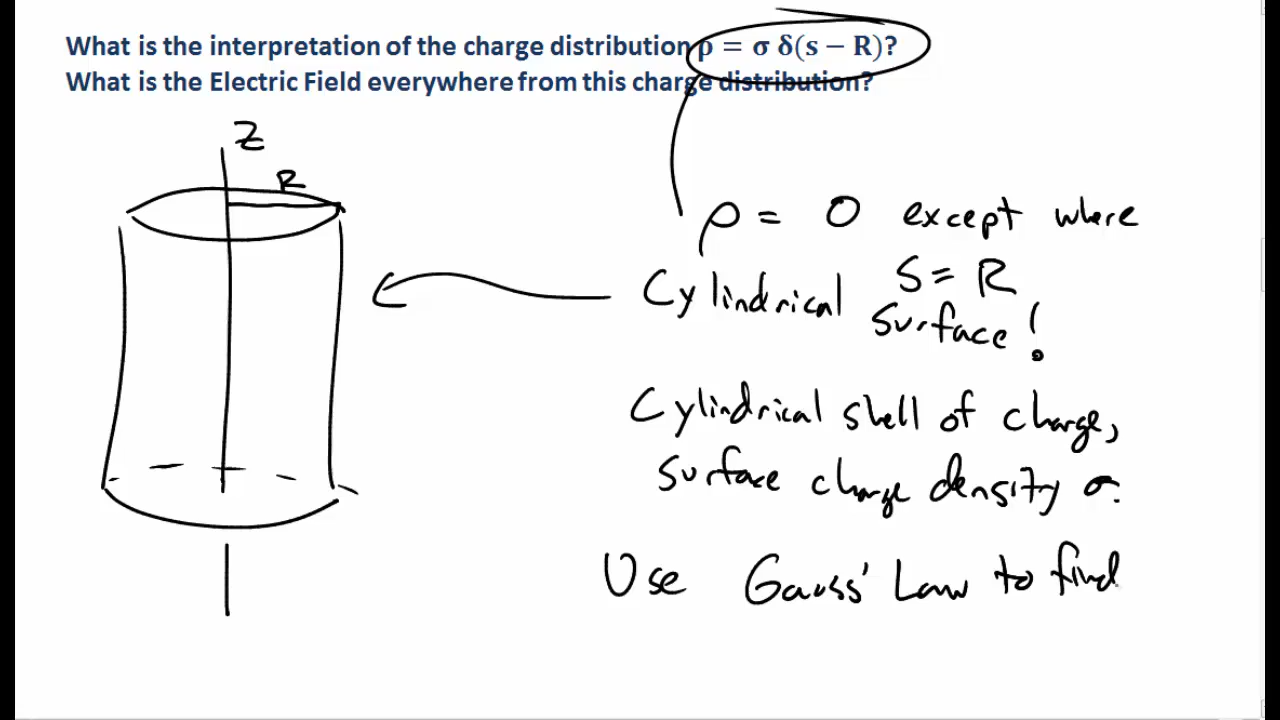 What is the interpretation of the charge distribution ρ = σ δ(s − R)?
What is the Electric Field everywhere from this charge distribution?
Z
R
ρ = 0 except where
s = R
Cylindrical surface!
Cylindrical shell of charge,
surface charge density σ.
Use Gauss' Law to find